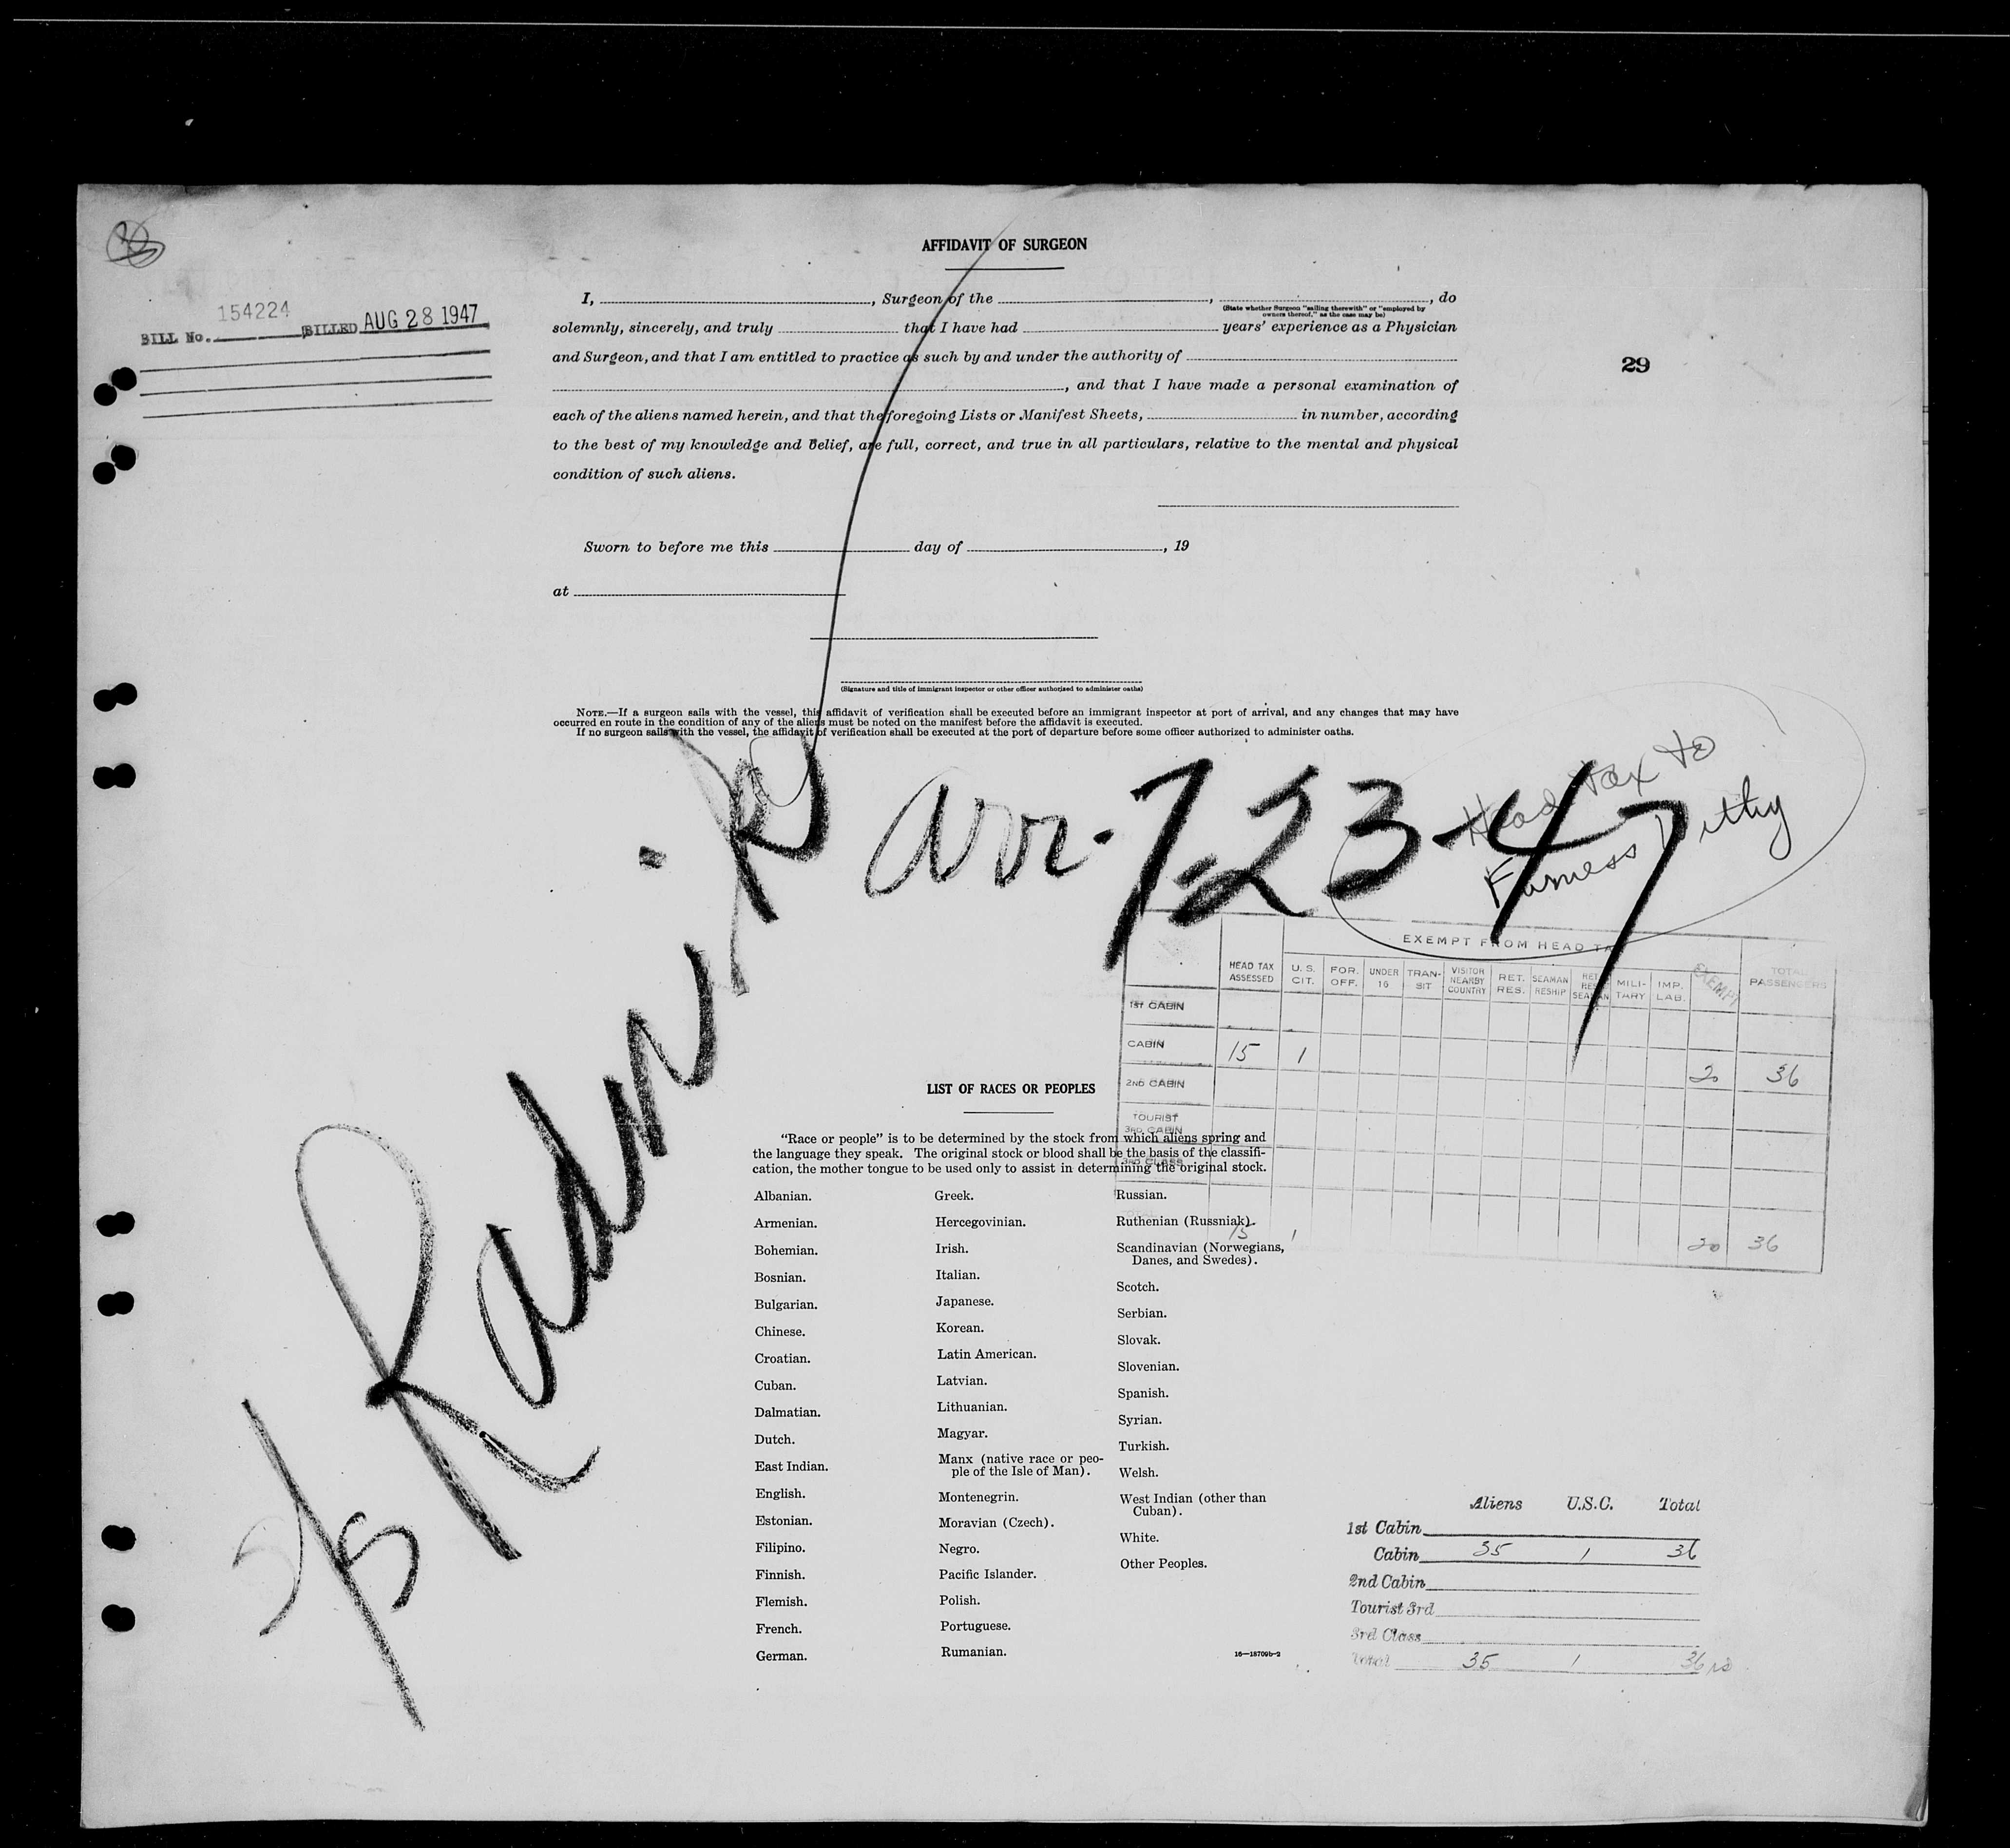 AFFIDAVIT OF SURGEON
BILL No. 154224 BILLED AUG 28 1947
I, , Surgeon of the , , do
(State whether Surgeon "sailing therewith" or "employed by
owners thereof," as the case may be)
solemnly, sincerely, and truly that I have had years' experience as a Physician
and Surgeon, and that I am entitled to practice as such by and under the authority of
, and that I have made a personal examination of
29
each of the aliens named herein, and that the foregoing Lists or Manifest Sheets, in number, according
to the best of my knowledge and belief, are full, correct, and true in all particulars, relative to the mental and physical
condition of such aliens.
Sworn to before me this day of , 19
at
(Signature and title of immigrant inspector or other officer authorized to administer oaths)
NOTE.—If a surgeon sails with the vessel, this affidavit of verification shall be executed before an immigrant inspector at port of arrival, and any changes that may have
occurred en route in the condition of any of the aliens must be noted on the manifest before the affidavit is executed.
If no surgeon sails with the vessel, the affidavit of verification shall be executed at the port of departure before some officer authorized to administer oaths.
Head tax to
Furness Withy
arr. 7-23-47
EXEMPT FROM HEAD TAX
HEAD TAX ASSESSED U. S. CIT. FOR. OFF. UNDER 16 TRAN-SIT VISITOR NEARBY COUNTRY RET. RES. SEAMAN RESHIP RET RES SEAMAN MILI-TARY IMP. LAB. EXEMPT TOTAL PASSENGERS
1ST CABIN
CABIN 15 1 20 36
2ND CABIN
TOURIST
3RD CABIN
3RD CLASS
TOTAL 15 1 20 36
LIST OF RACES OR PEOPLES
"Race or people" is to be determined by the stock from which aliens spring and
the language they speak. The original stock or blood shall be the basis of the classifi-
cation, the mother tongue to be used only to assist in determining the original stock.
Albanian.
Armenian.
Bohemian.
Bosnian.
Bulgarian.
Chinese.
Croatian.
Cuban.
Dalmatian.
Dutch.
East Indian.
English.
Estonian.
Filipino.
Finnish.
Flemish.
French.
German.
Greek.
Hercegovinian.
Irish.
Italian.
Japanese.
Korean.
Latin American.
Latvian.
Lithuanian.
Magyar.
Manx (native race or peo-
ple of the Isle of Man).
Montenegrin.
Moravian (Czech).
Negro.
Pacific Islander.
Polish.
Portuguese.
Rumanian.
Russian.
Ruthenian (Russniak).
Scandinavian (Norwegians,
Danes, and Swedes).
Scotch.
Serbian.
Slovak.
Slovenian.
Spanish.
Syrian.
Turkish.
Welsh.
West Indian (other than
Cuban).
White.
Other Peoples.
16—18709b-2
Aliens U.S.C. Total
1st Cabin
Cabin 35 1 36
2nd Cabin
Tourist 3rd
3rd Class
Total 35 1 36